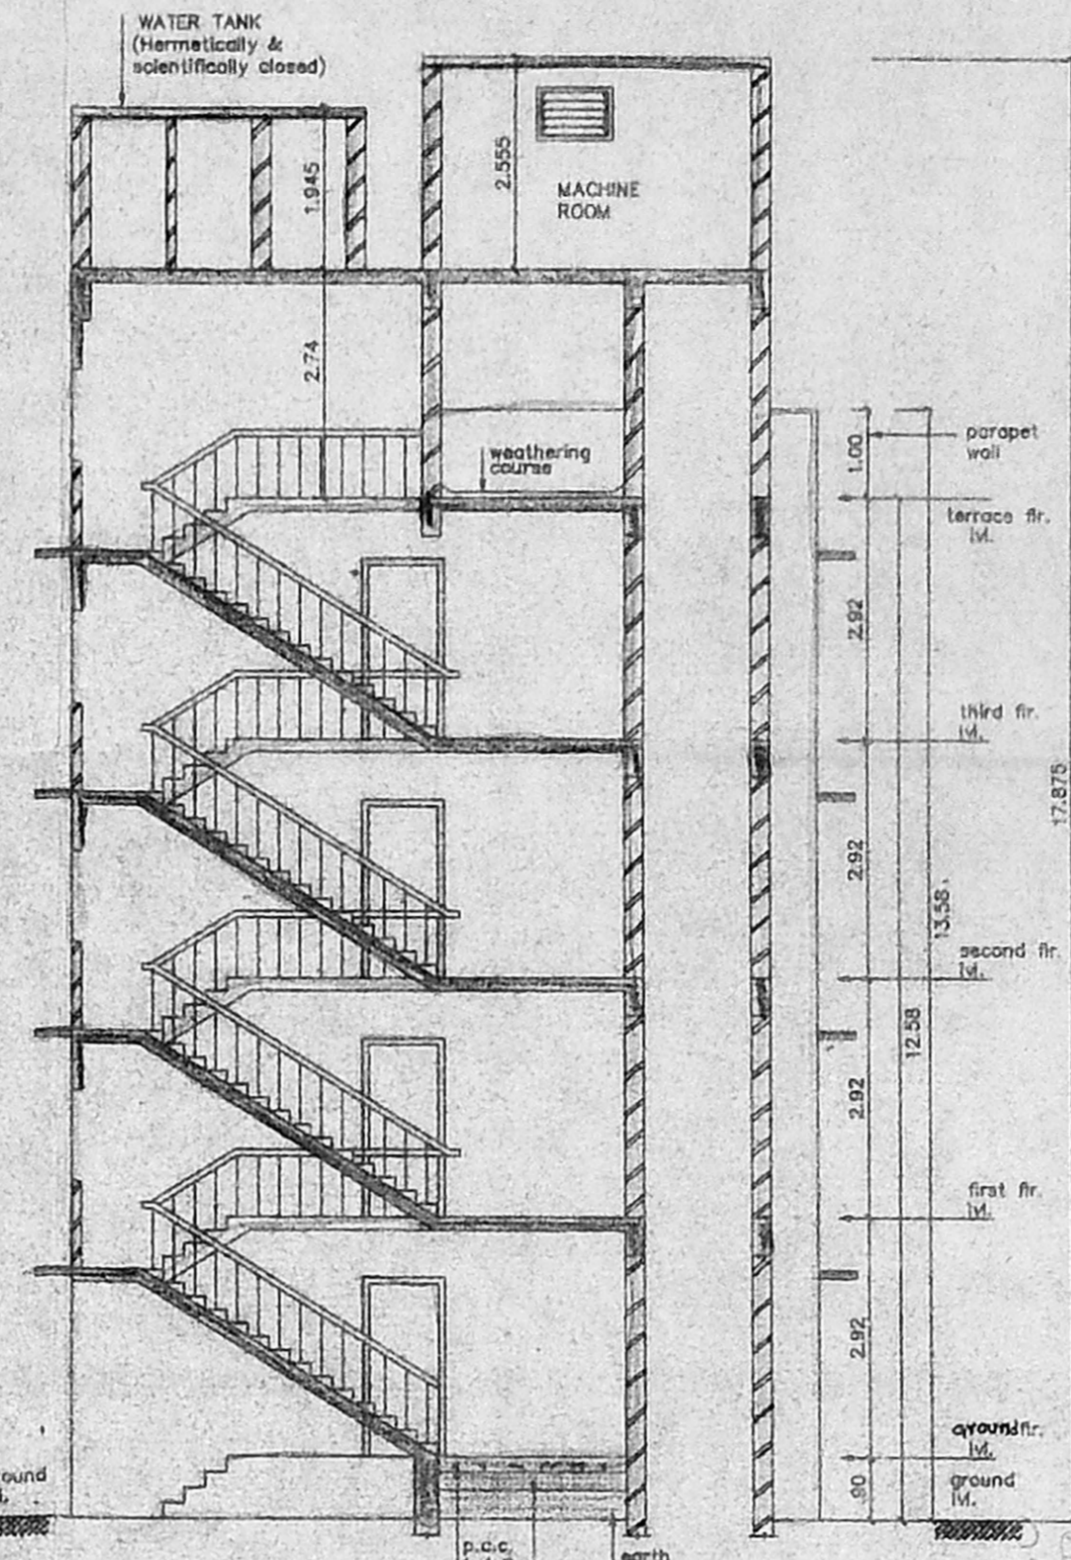 WATER TANK
(Hermetically &
scientifically closed)
1.945
2.555
MACHINE
ROOM
2.74
weathering
course
1.00
parapet
wall
terrace flr.
lvl.
2.92
third flr.
lvl.
17.875
2.92
13.58
second flr.
lvl.
12.58
2.92
first flr.
lvl.
2.92
ground flr.
lvl.
.90
ground
lvl.
ound
p.c.c.
earth